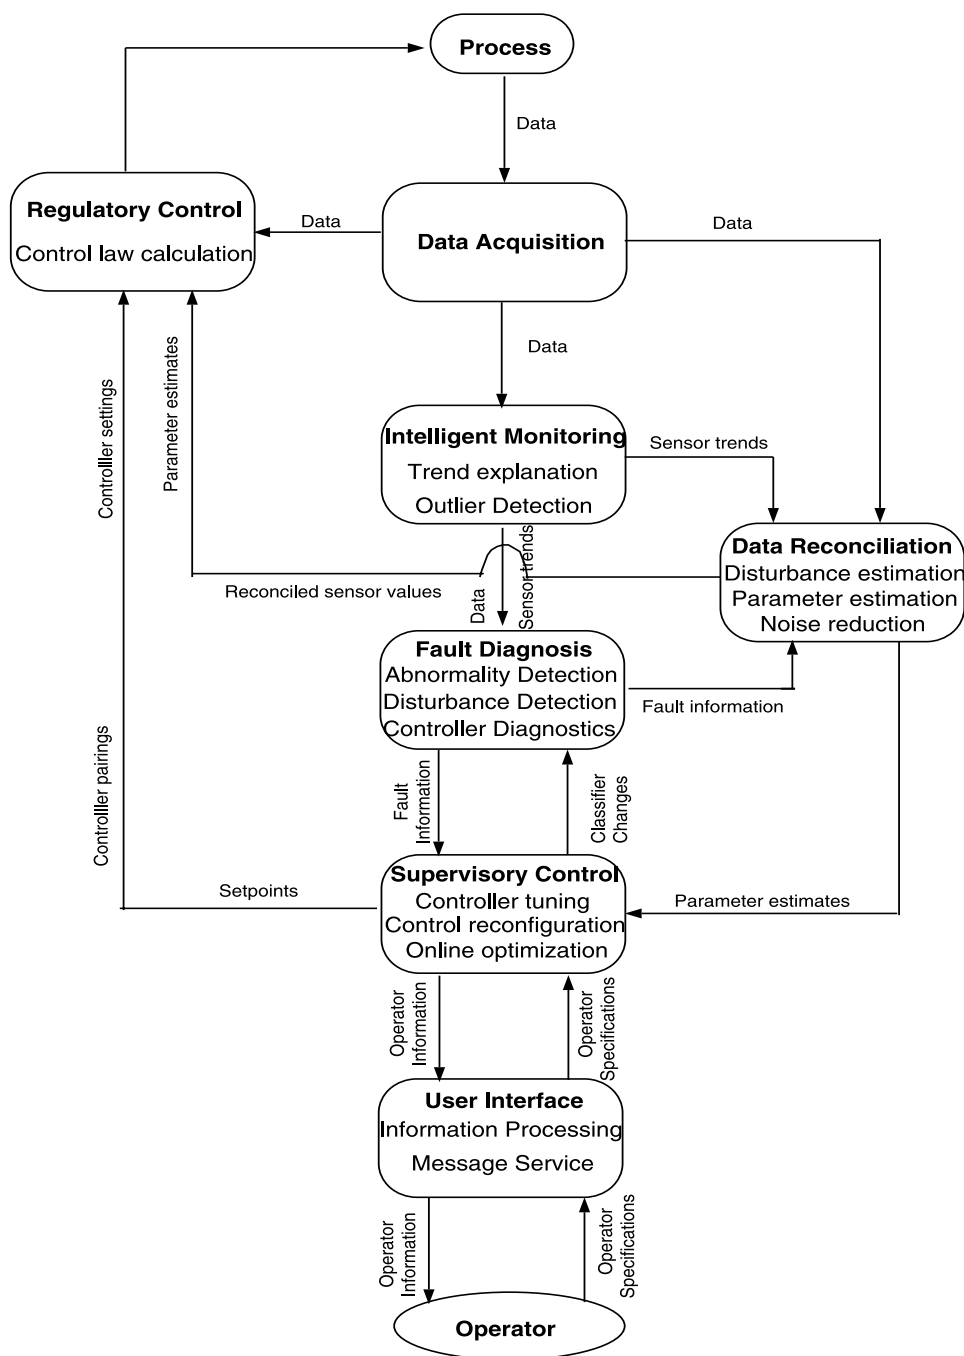 Process
Data
Regulatory Control
Control law calculation
Data
Data Acquisition
Data
Data
Controlller settings
Parameter estimates
Intelligent Monitoring
Trend explanation
Outlier Detection
Sensor trends
Data Reconciliation
Disturbance estimation
Parameter estimation
Noise reduction
Reconciled sensor values
Data
Sensor trends
Fault Diagnosis
Abnormality Detection
Disturbance Detection
Controller Diagnostics
Fault information
Controlller pairings
Fault
Information
Classifier
Changes
Supervisory Control
Controller tuning
Control reconfiguration
Online optimization
Setpoints
Parameter estimates
Operator
Information
Operator
Specifications
User Interface
Information Processing
Message Service
Operator
Information
Operator
Specifications
Operator